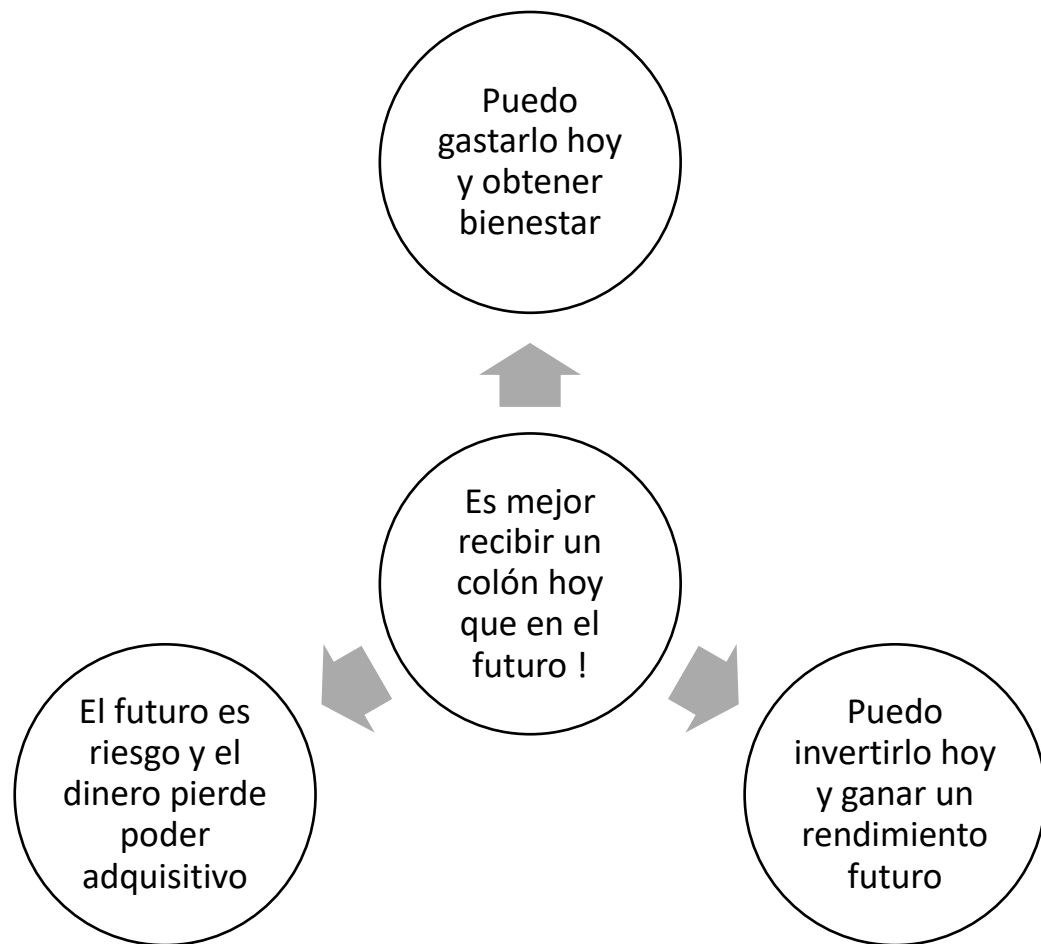 Puedo
gastarlo hoy
y obtener
bienestar
Es mejor
recibir un
colón hoy
que en el
futuro !
El futuro es
riesgo y el
dinero pierde
poder
adquisitivo
Puedo
invertirlo hoy
y ganar un
rendimiento
futuro